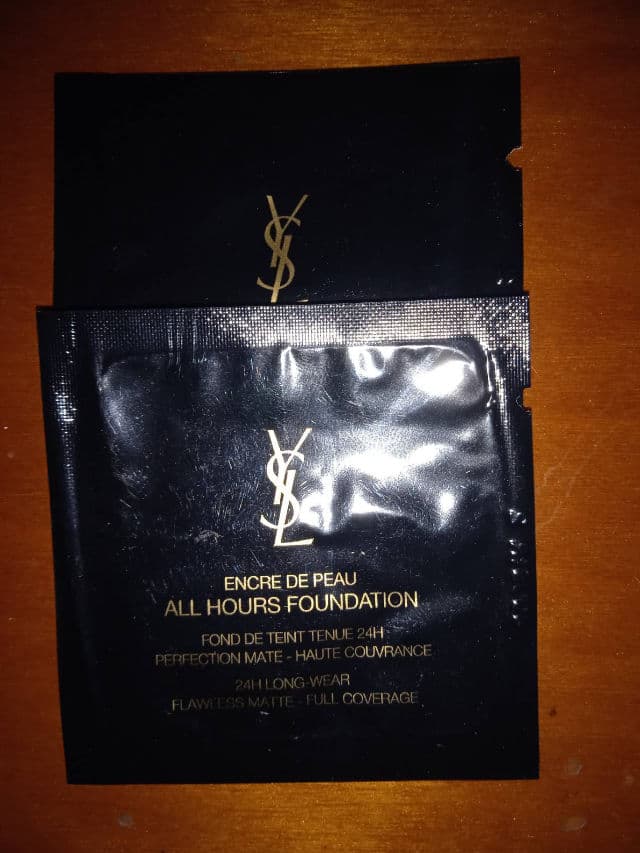 YSL
YSL
ENCRE DE PEAU
ALL HOURS FOUNDATION
FOND DE TEINT TENUE 24H
PERFECTION MATE - HAUTE COUVRANCE
24H LONG-WEAR
FLAWLESS MATTE - FULL COVERAGE